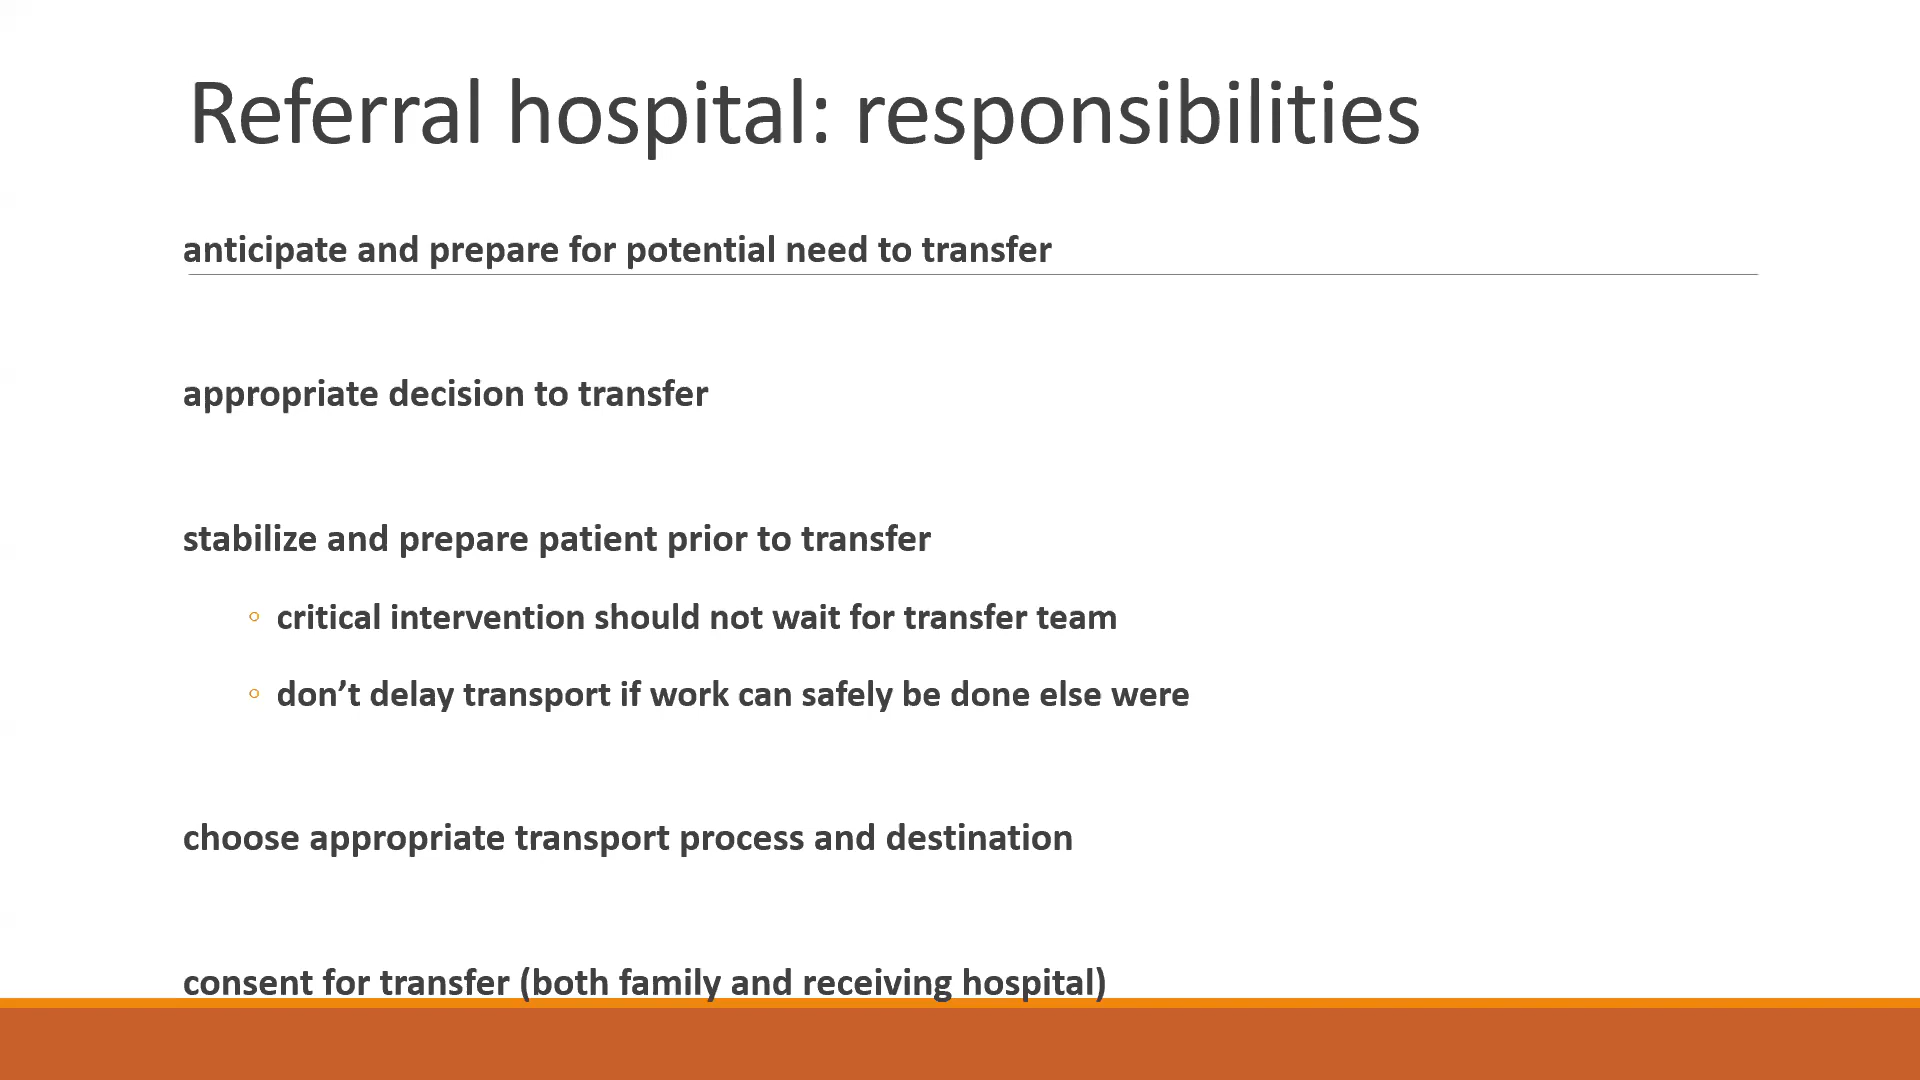 Referral hospital: responsibilities
anticipate and prepare for potential need to transfer
appropriate decision to transfer
stabilize and prepare patient prior to transfer
◦ critical intervention should not wait for transfer team
◦ don’t delay transport if work can safely be done else were
choose appropriate transport process and destination
consent for transfer (both family and receiving hospital)